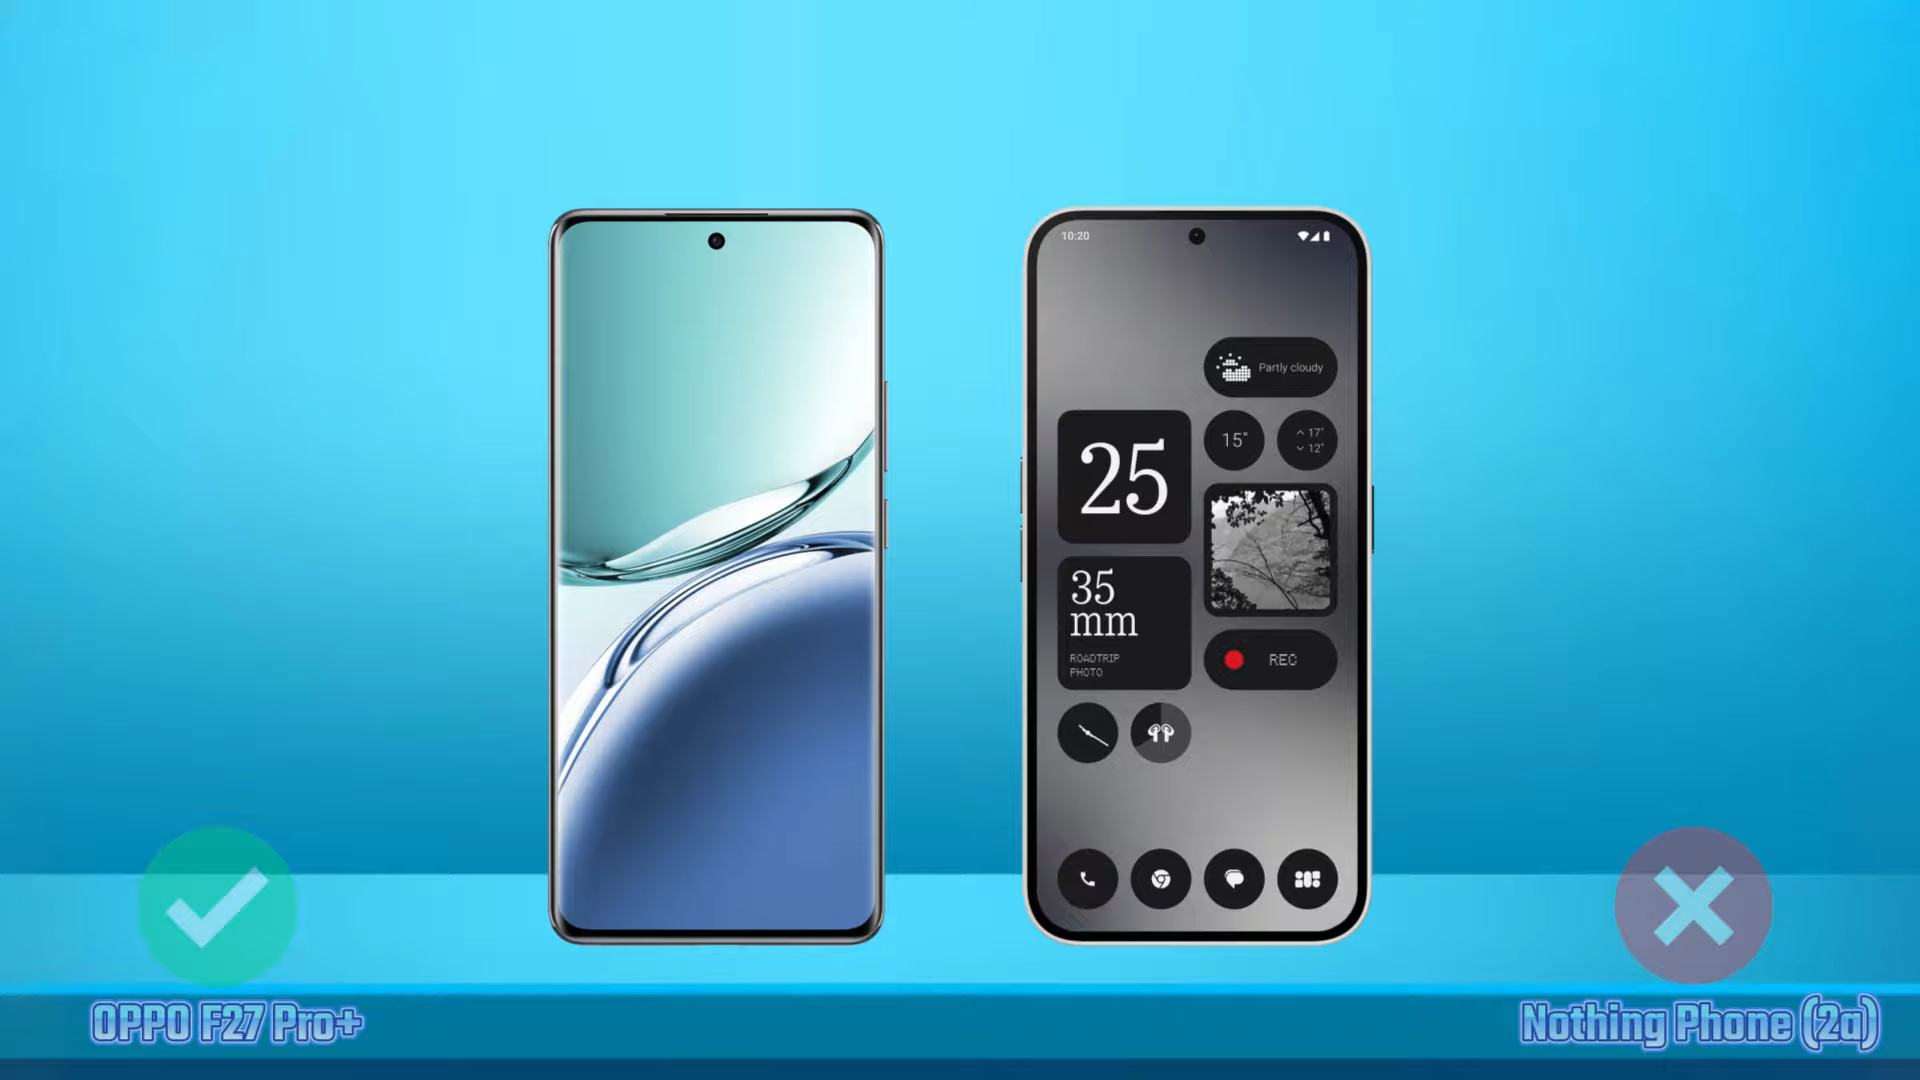 10:20
Partly cloudy
25
15°
17°
12°
35
mm
ROADTRIP
PHOTO
REC
OPPO F27 Pro+
Nothing Phone (2a)